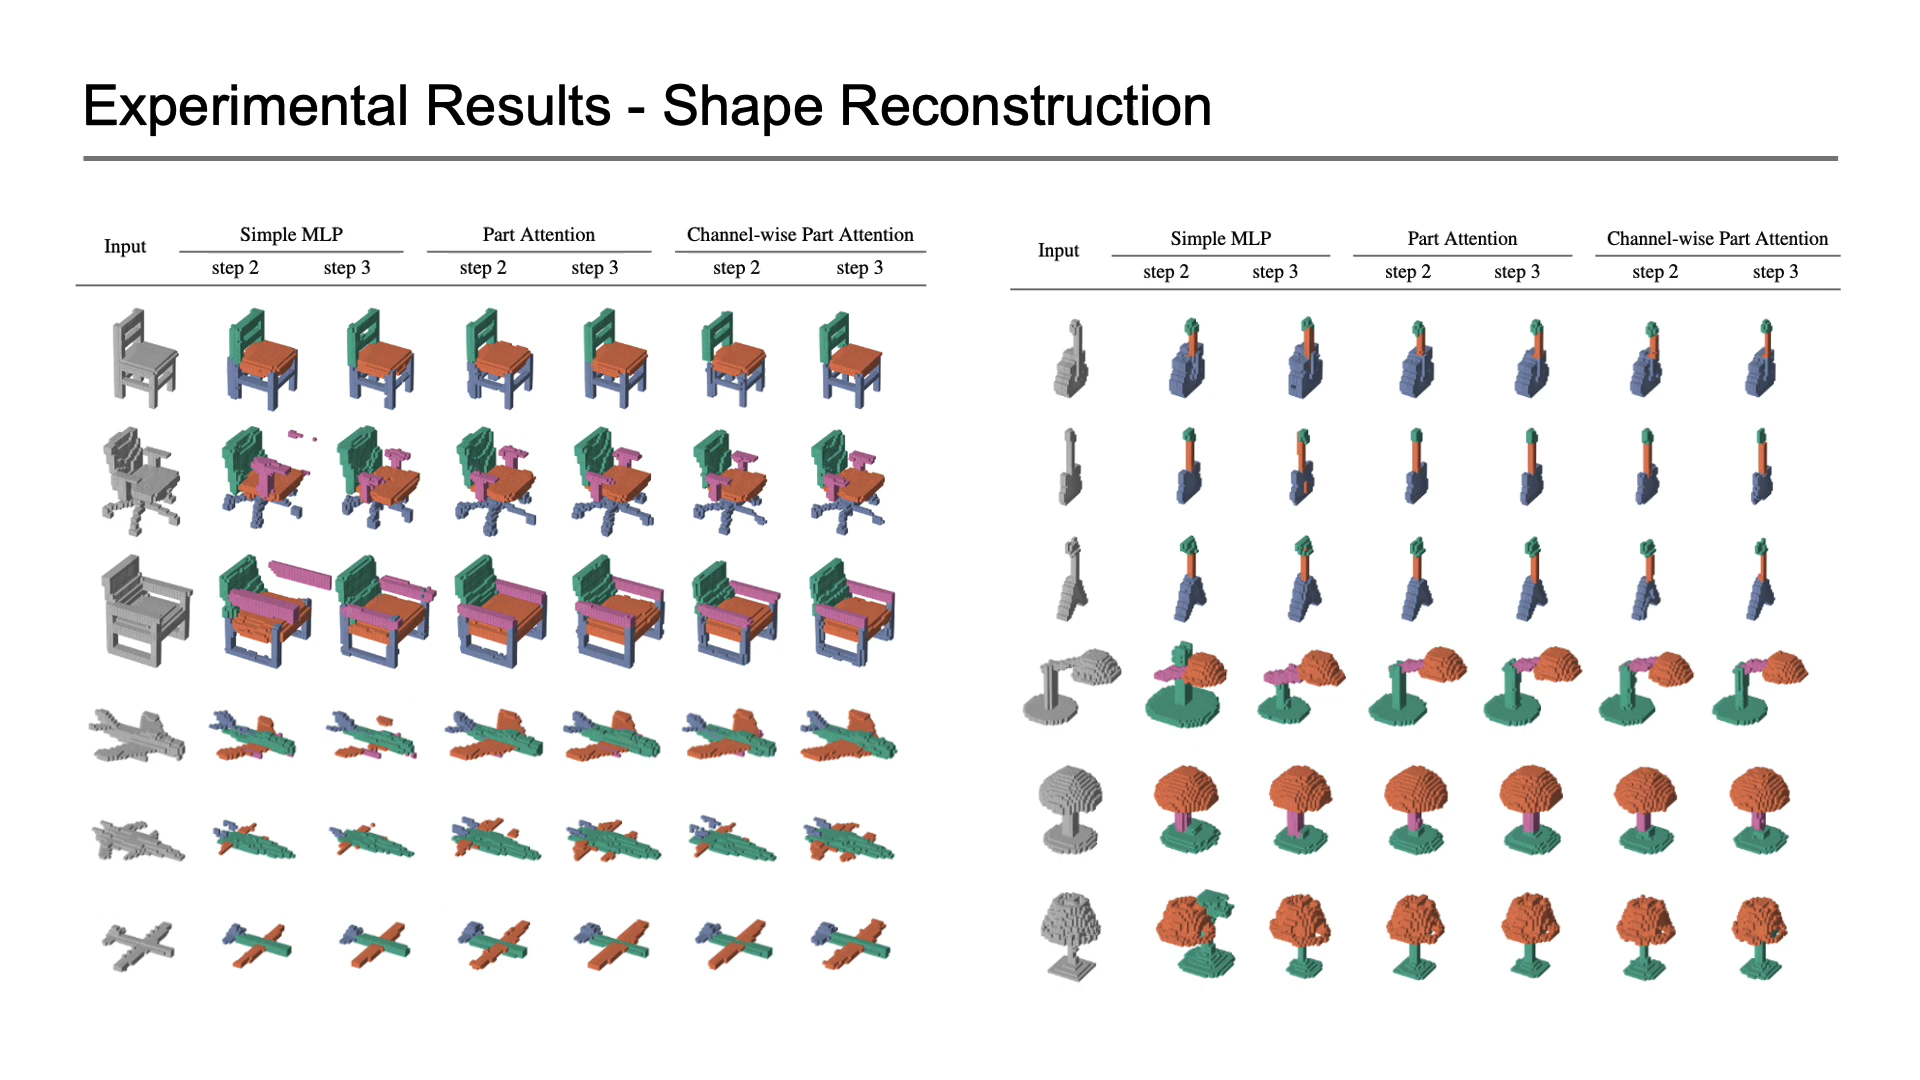 Experimental Results - Shape Reconstruction
Input Simple MLP Part Attention Channel-wise Part Attention
step 2 step 3 step 2 step 3 step 2 step 3
Input Simple MLP Part Attention Channel-wise Part Attention
step 2 step 3 step 2 step 3 step 2 step 3